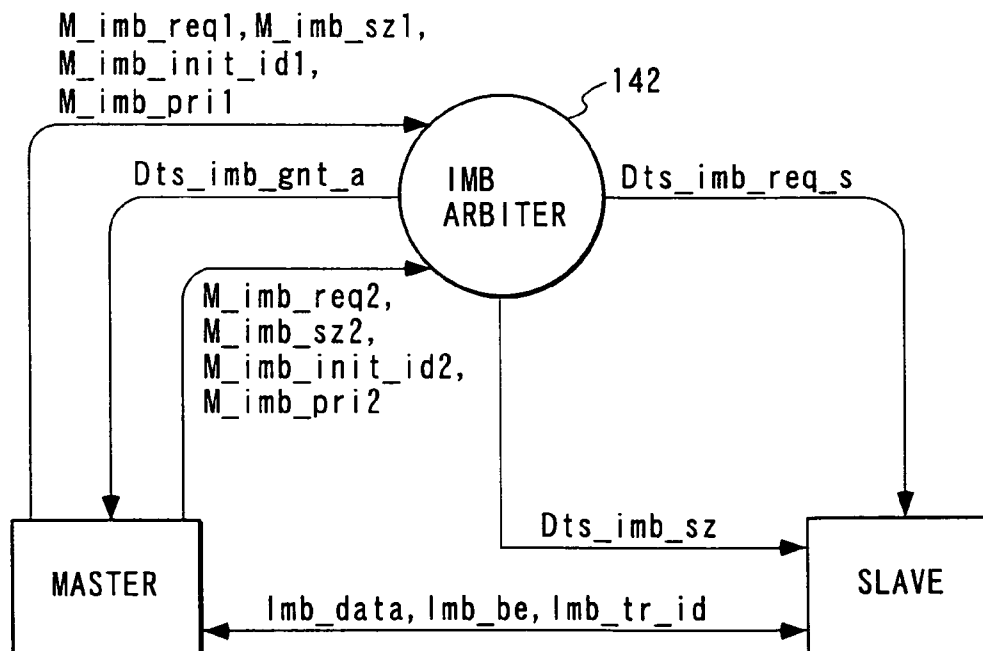 M_imb_req1,M_imb_sz1,
M_imb_init_id1,
M_imb_pri1
142
Dts_imb_gnt_a
IMB
ARBITER
Dts_imb_req_s
M_imb_req2,
M_imb_sz2,
M_imb_init_id2,
M_imb_pri2
Dts_imb_sz
MASTER
SLAVE
Imb_data,Imb_be,Imb_tr_id